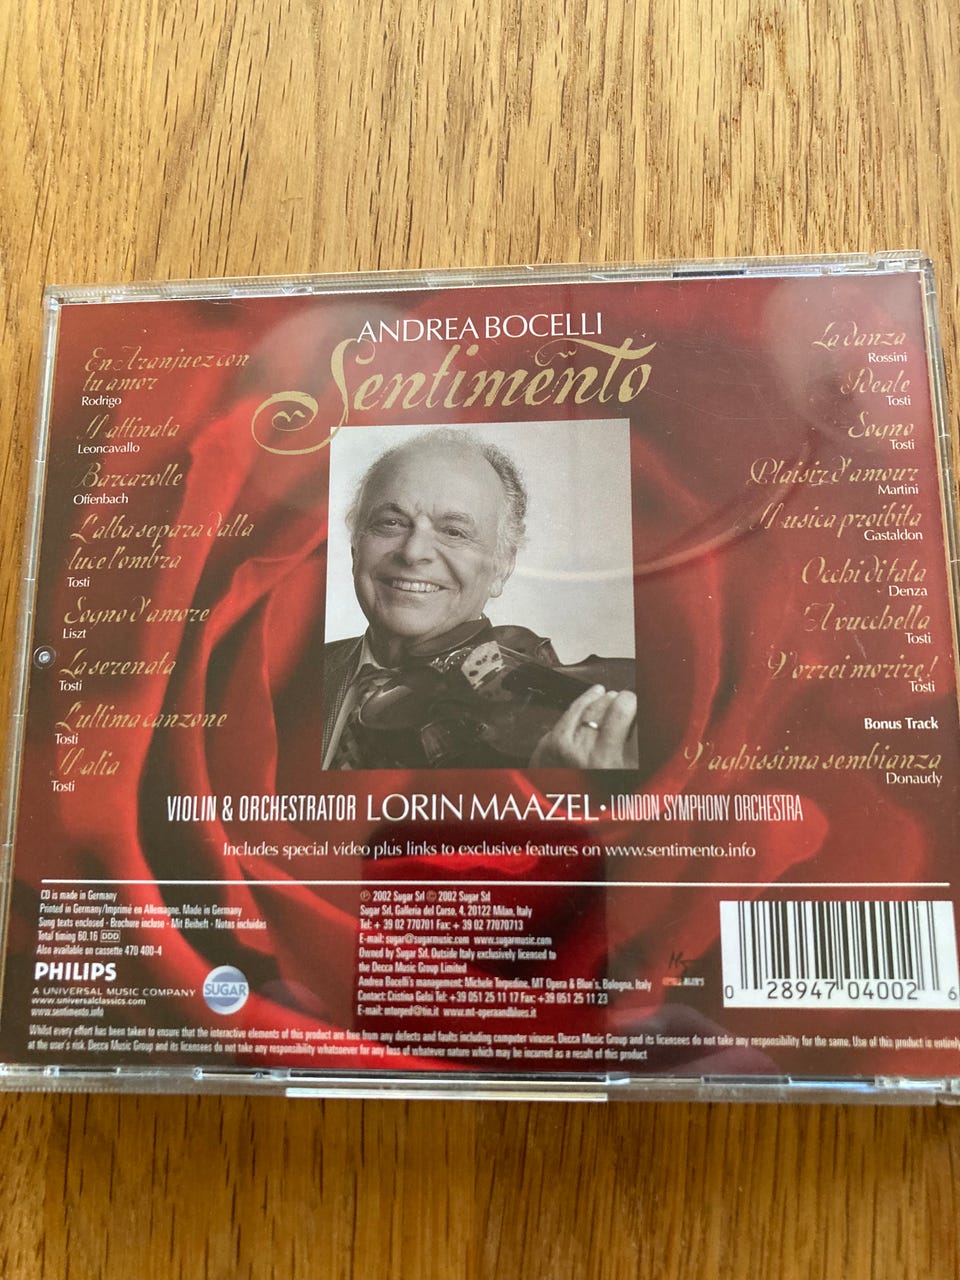 ANDREA BOCELLI
Sentimento
En Aranjuez con
tu amor
Rodrigo
Mattinata
Leoncavallo
Barcarolle
Offenbach
L'alba separa dalla
luce l'ombra
Tosti
Sogno d'amore
Liszt
La serenata
Tosti
L'ultima canzone
Tosti
Malia
Tosti
La danza
Rossini
Ideale
Tosti
Sogno
Tosti
Plaisir d'amour
Martini
Musica proibita
Gastaldon
Occhi di fata
Denza
'A vucchella
Tosti
Vorrei morire!
Tosti
Bonus Track
Vaghissima sembianza
Donaudy
VIOLIN & ORCHESTRATOR LORIN MAAZEL • LONDON SYMPHONY ORCHESTRA
Includes special video plus links to exclusive features on www.sentimento.info
CD is made in Germany
Printed in Germany/Imprimé en Allemagne. Made in Germany
Sung texts enclosed · Brochure incluse · Mit Beiheft · Notas incluidas
Total timing 60.16 DDD
Also available on cassette 470 400-4
PHILIPS
A UNIVERSAL MUSIC COMPANY
www.universalclassics.com
www.sentimento.info
SUGAR
℗ 2002 Sugar Srl © 2002 Sugar Srl
Sugar Srl, Galleria del Corso, 4, 20122 Milan, Italy
Tel: + 39 02 770701 Fax: + 39 02 77070713
E-mail: sugar@sugarmusic.com www.sugarmusic.com
Owned by Sugar Srl. Outside Italy exclusively licensed to
the Decca Music Group Limited
Andrea Bocelli's management: Michele Torpedine, MT Opera & Blue's, Bologna, Italy
Contact: Cristina Gelsi Tel: +39 051 25 11 17 Fax: +39 051 25 11 23
E-mail: mtorped@tin.it www.mt-operaandblues.it
0 28947 04002 6
Whilst every effort has been taken to ensure that the interactive elements of this product are free from any defects and faults including computer viruses, Decca Music Group and its licensees do not take any responsibility for the same. Use of this product is entirely
at the user's risk. Decca Music Group and its licensees do not take any responsibility whatsoever for any loss of whatever nature which may be incurred as a result of this product